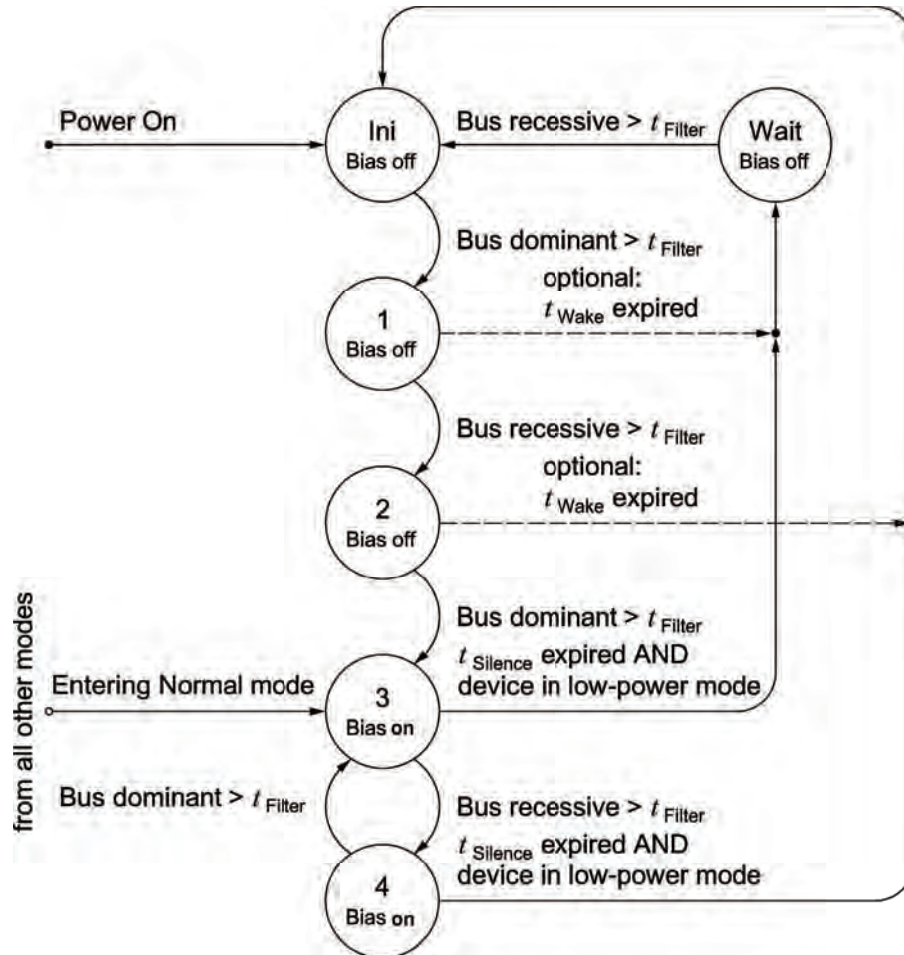 Power On
Ini
Bias off
Bus recessive > t Filter
Wait
Bias off
Bus dominant > t Filter
optional:
t Wake expired
1
Bias off
Bus recessive > t Filter
optional:
t Wake expired
2
Bias off
Bus dominant > t Filter
t Silence expired AND
device in low-power mode
from all other modes
Entering Normal mode
3
Bias on
Bus dominant > t Filter
Bus recessive > t Filter
t Silence expired AND
device in low-power mode
4
Bias on